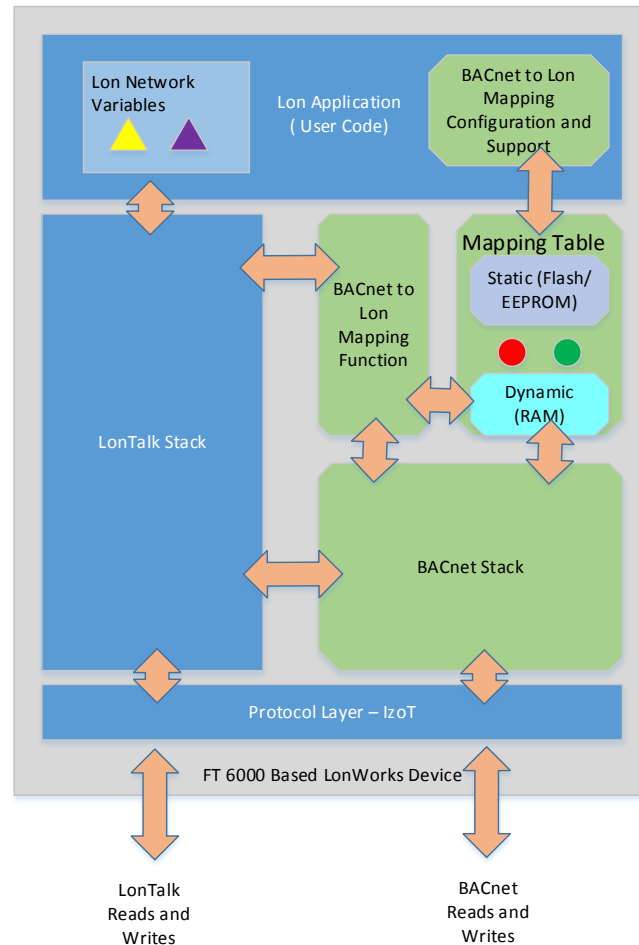 Lon Network
Variables
Lon Application
( User Code)
BACnet to Lon
Mapping
Configuration and
Support
Mapping Table
Static (Flash/
EEPROM)
BACnet to
Lon
Mapping
Function
Dynamic
(RAM)
LonTalk Stack
BACnet Stack
Protocol Layer – IzoT
FT 6000 Based LonWorks Device
LonTalk
Reads and
Writes
BACnet
Reads and
Writes